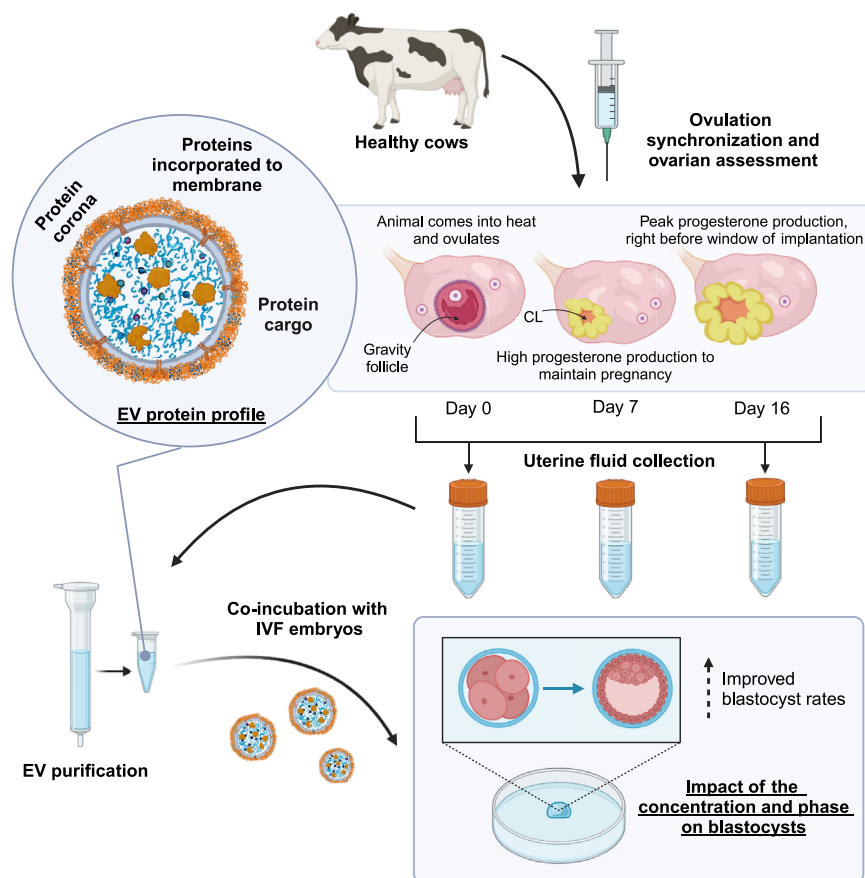 Healthy cows
Ovulation
synchronization and
ovarian assessment
Proteins
incorporated to
membrane
Protein
corona
Protein
cargo
EV protein profile
Animal comes into heat
and ovulates
Peak progesterone production,
right before window of implantation
CL
Gravity
follicle
High progesterone production to
maintain pregnancy
Day 0
Day 7
Day 16
Uterine fluid collection
Co-incubation with
IVF embryos
EV purification
Improved
blastocyst rates
Impact of the
concentration and phase
on blastocysts